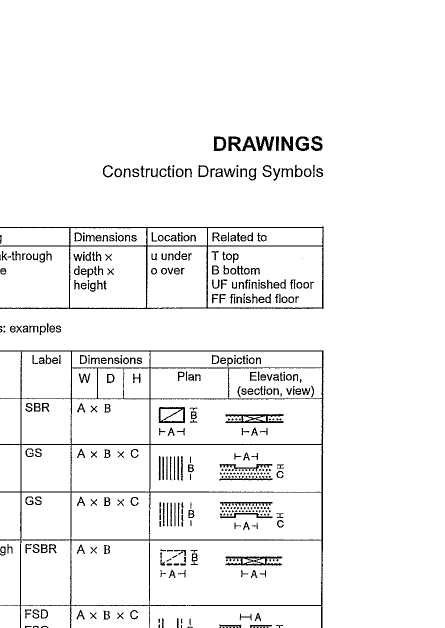 DRAWINGS
Construction Drawing Symbols
g Dimensions Location Related to
k-through width × u under T top
e depth × o over B bottom
height UF unfinished floor
FF finished floor
s: examples
Label Dimensions Depiction
W D H Plan Elevation,
(section, view)
SBR A × B B
A A
GS A × B × C A
B C
GS A × B × C B
A C
gh FSBR A × B B
A A
FSD A × B × C A